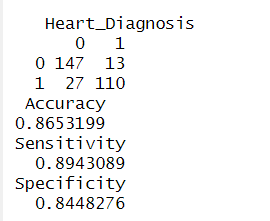 Heart_Diagnosis
0 1
0 147 13
1 27 110
Accuracy
0.8653199
Sensitivity
0.8943089
Specificity
0.8448276